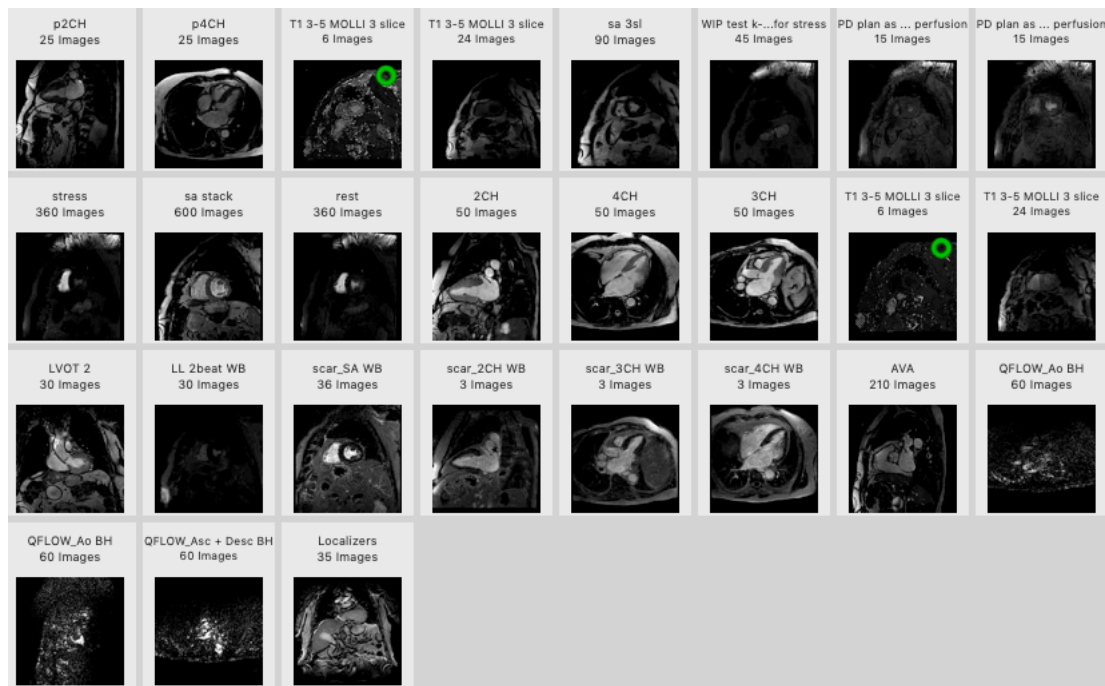 p2CH
25 Images
p4CH
25 Images
T1 3-5 MOLLI 3 slice
6 Images
T1 3-5 MOLLI 3 slice
24 Images
sa 3sl
90 Images
WIP test k-...for stress
45 Images
PD plan as ... perfusion
15 Images
PD plan as ... perfusion
15 Images
stress
360 Images
sa stack
600 Images
rest
360 Images
2CH
50 Images
4CH
50 Images
3CH
50 Images
T1 3-5 MOLLI 3 slice
6 Images
T1 3-5 MOLLI 3 slice
24 Images
LVOT 2
30 Images
LL 2beat WB
30 Images
scar_SA WB
36 Images
scar_2CH WB
3 Images
scar_3CH WB
3 Images
scar_4CH WB
3 Images
AVA
210 Images
QFLOW_Ao BH
60 Images
QFLOW_Ao BH
60 Images
QFLOW_Asc + Desc BH
60 Images
Localizers
35 Images